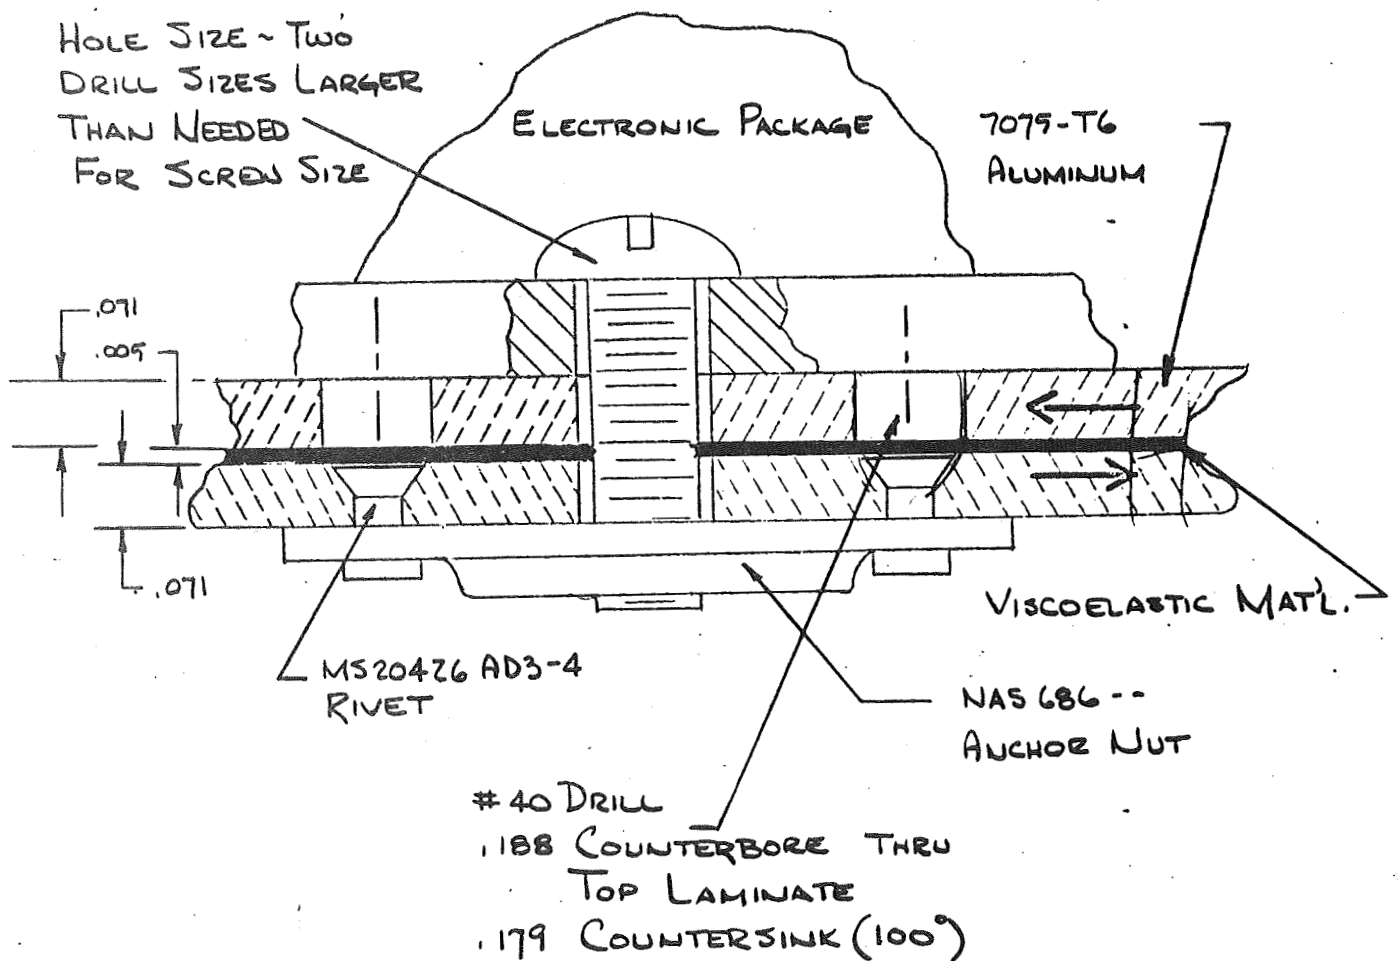 HOLE SIZE ~ TWO
DRILL SIZES LARGER
THAN NEEDED
FOR SCREW SIZE
ELECTRONIC PACKAGE
7075-T6
ALUMINUM
.071
.005
.071
MS20426 AD3-4
RIVET
VISCOELASTIC MAT'L.
NAS 686 --
ANCHOR NUT
#40 DRILL
.188 COUNTERBORE THRU
TOP LAMINATE
.179 COUNTERSINK (100°)